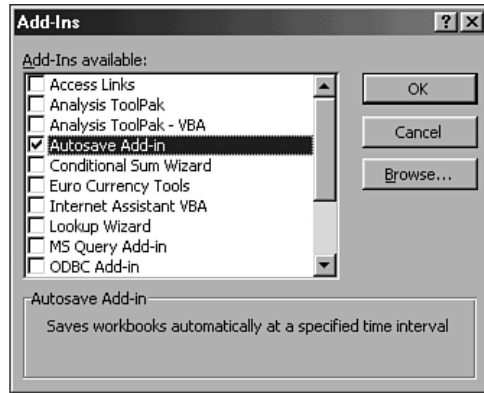 Add-Ins
Add-Ins available:
Access Links
Analysis ToolPak
Analysis ToolPak - VBA
Autosave Add-in
Conditional Sum Wizard
Euro Currency Tools
Internet Assistant VBA
Lookup Wizard
MS Query Add-in
ODBC Add-in
OK
Cancel
Browse...
Autosave Add-in
Saves workbooks automatically at a specified time interval